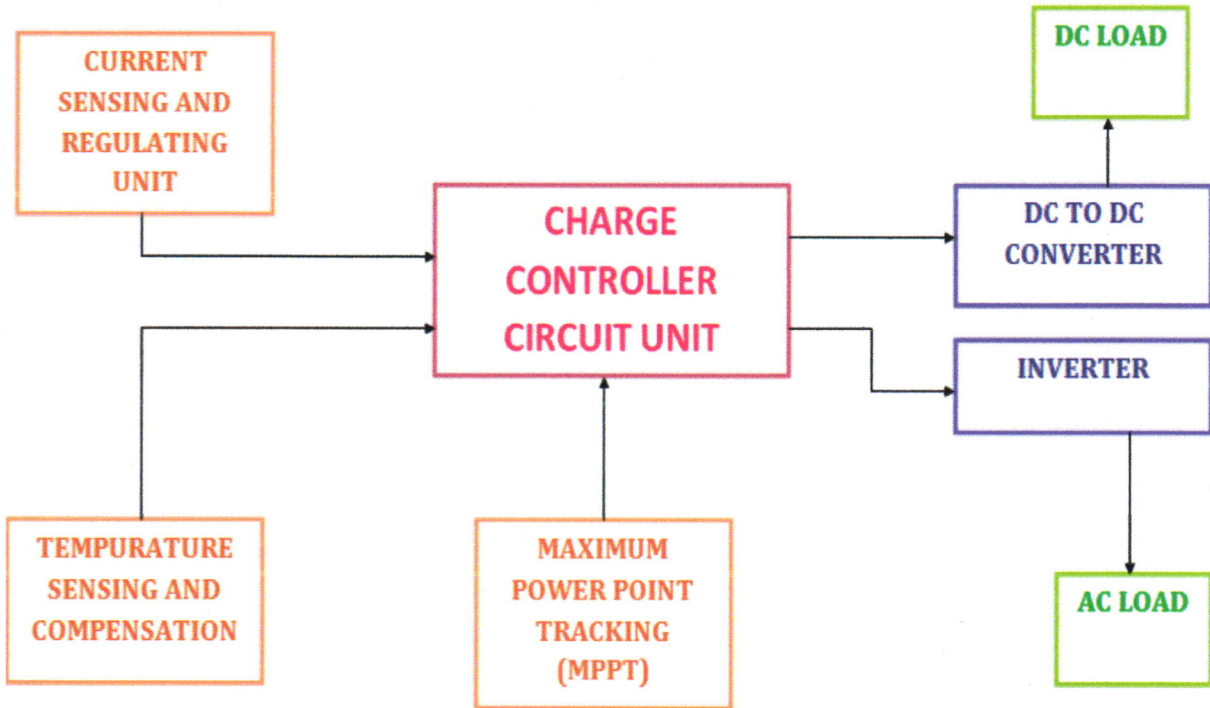 CURRENT
SENSING AND
REGULATING
UNIT
DC LOAD
CHARGE
CONTROLLER
CIRCUIT UNIT
DC TO DC
CONVERTER
INVERTER
TEMPURATURE
SENSING AND
COMPENSATION
MAXIMUM
POWER POINT
TRACKING
(MPPT)
AC LOAD